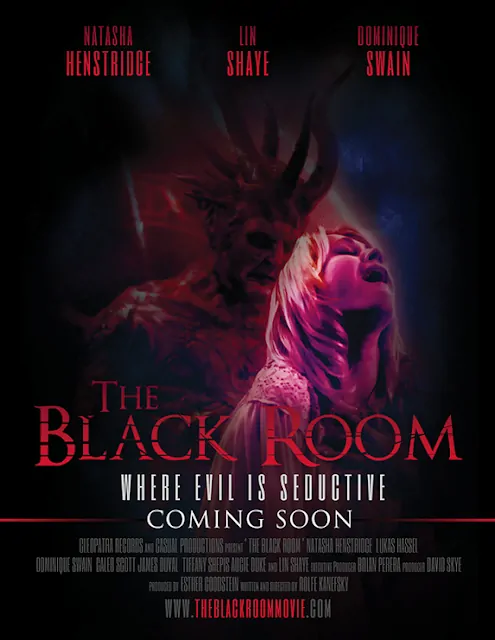 NATASHA LIN DOMINIQUE
HENSTRIDGE SHAYE SWAIN
THE
BLACK ROOM
WHERE EVIL IS SEDUCTIVE
COMING SOON
CLEOPATRA RECORDS AND CASUAL PRODUCTIONS PRESENT "THE BLACK ROOM" NATASHA HENSTRIDGE LUKAS HASSEL
DOMINIQUE SWAIN CALEB SCOTT JAMES DUVAL TIFFANY SHEPIS AUGIE DUKE AND LIN SHAYE EXECUTIVE PRODUCER BRIAN PERERA PRODUCER DAVID SKYE
PRODUCED BY ESTHER GOODSTEIN WRITTEN AND DIRECTED BY ROLFE KANEFSKY
WWW.THEBLACKROOMMOVIE.COM